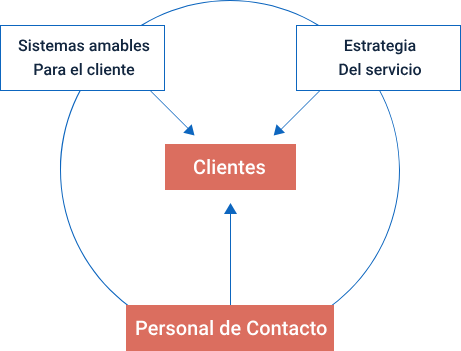 Sistemas amables
Para el cliente
Estrategia
Del servicio
Clientes
Personal de Contacto